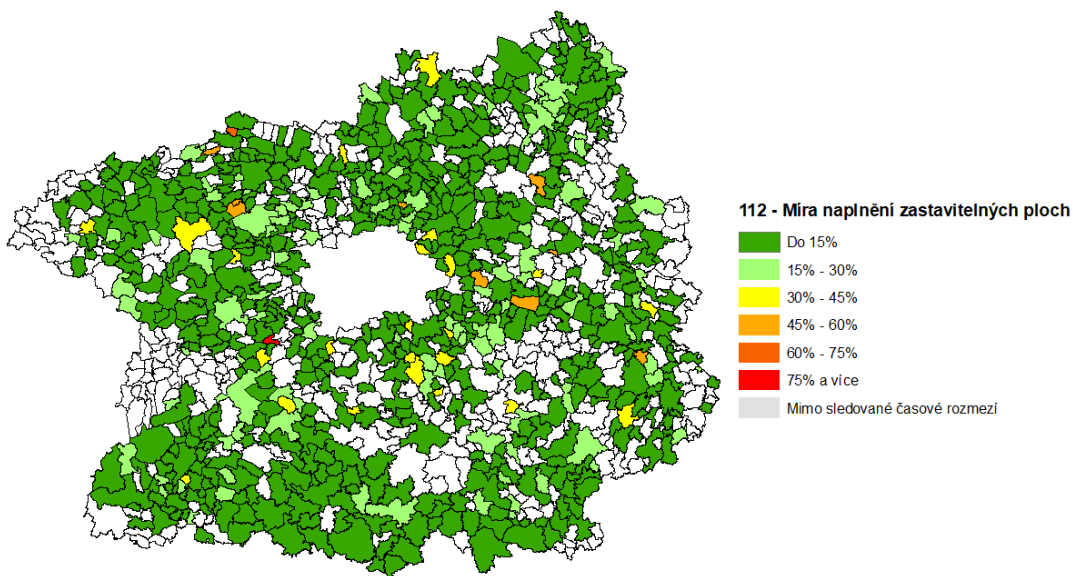 112 - Míra naplnění zastavitelných ploch
Do 15%
15% - 30%
30% - 45%
45% - 60%
60% - 75%
75% a více
Mimo sledované časové rozmezí